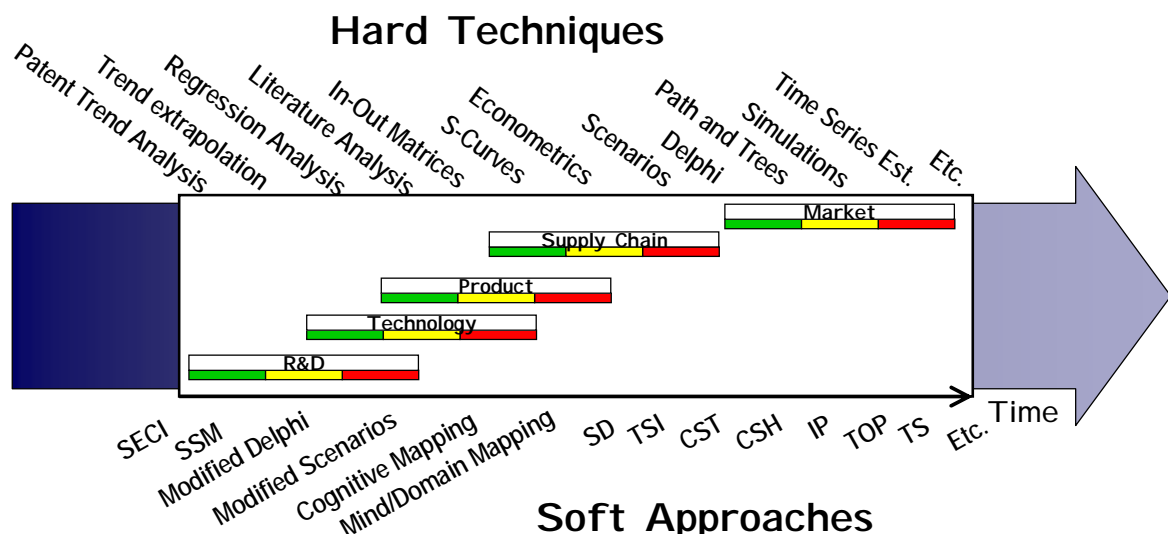 Hard Techniques
Patent Trend Analysis
Trend extrapolation
Regression Analysis
Literature Analysis
In-Out Matrices
S-Curves
Econometrics
Scenarios
Delphi
Path and Trees
Simulations
Time Series Est.
Etc.
Market
Supply Chain
Product
Technology
R&D
Time
SECI
SSM
Modified Delphi
Modified Scenarios
Cognitive Mapping
Mind/Domain Mapping
SD
TSI
CST
CSH
IP
TOP
TS
Etc.
Soft Approaches